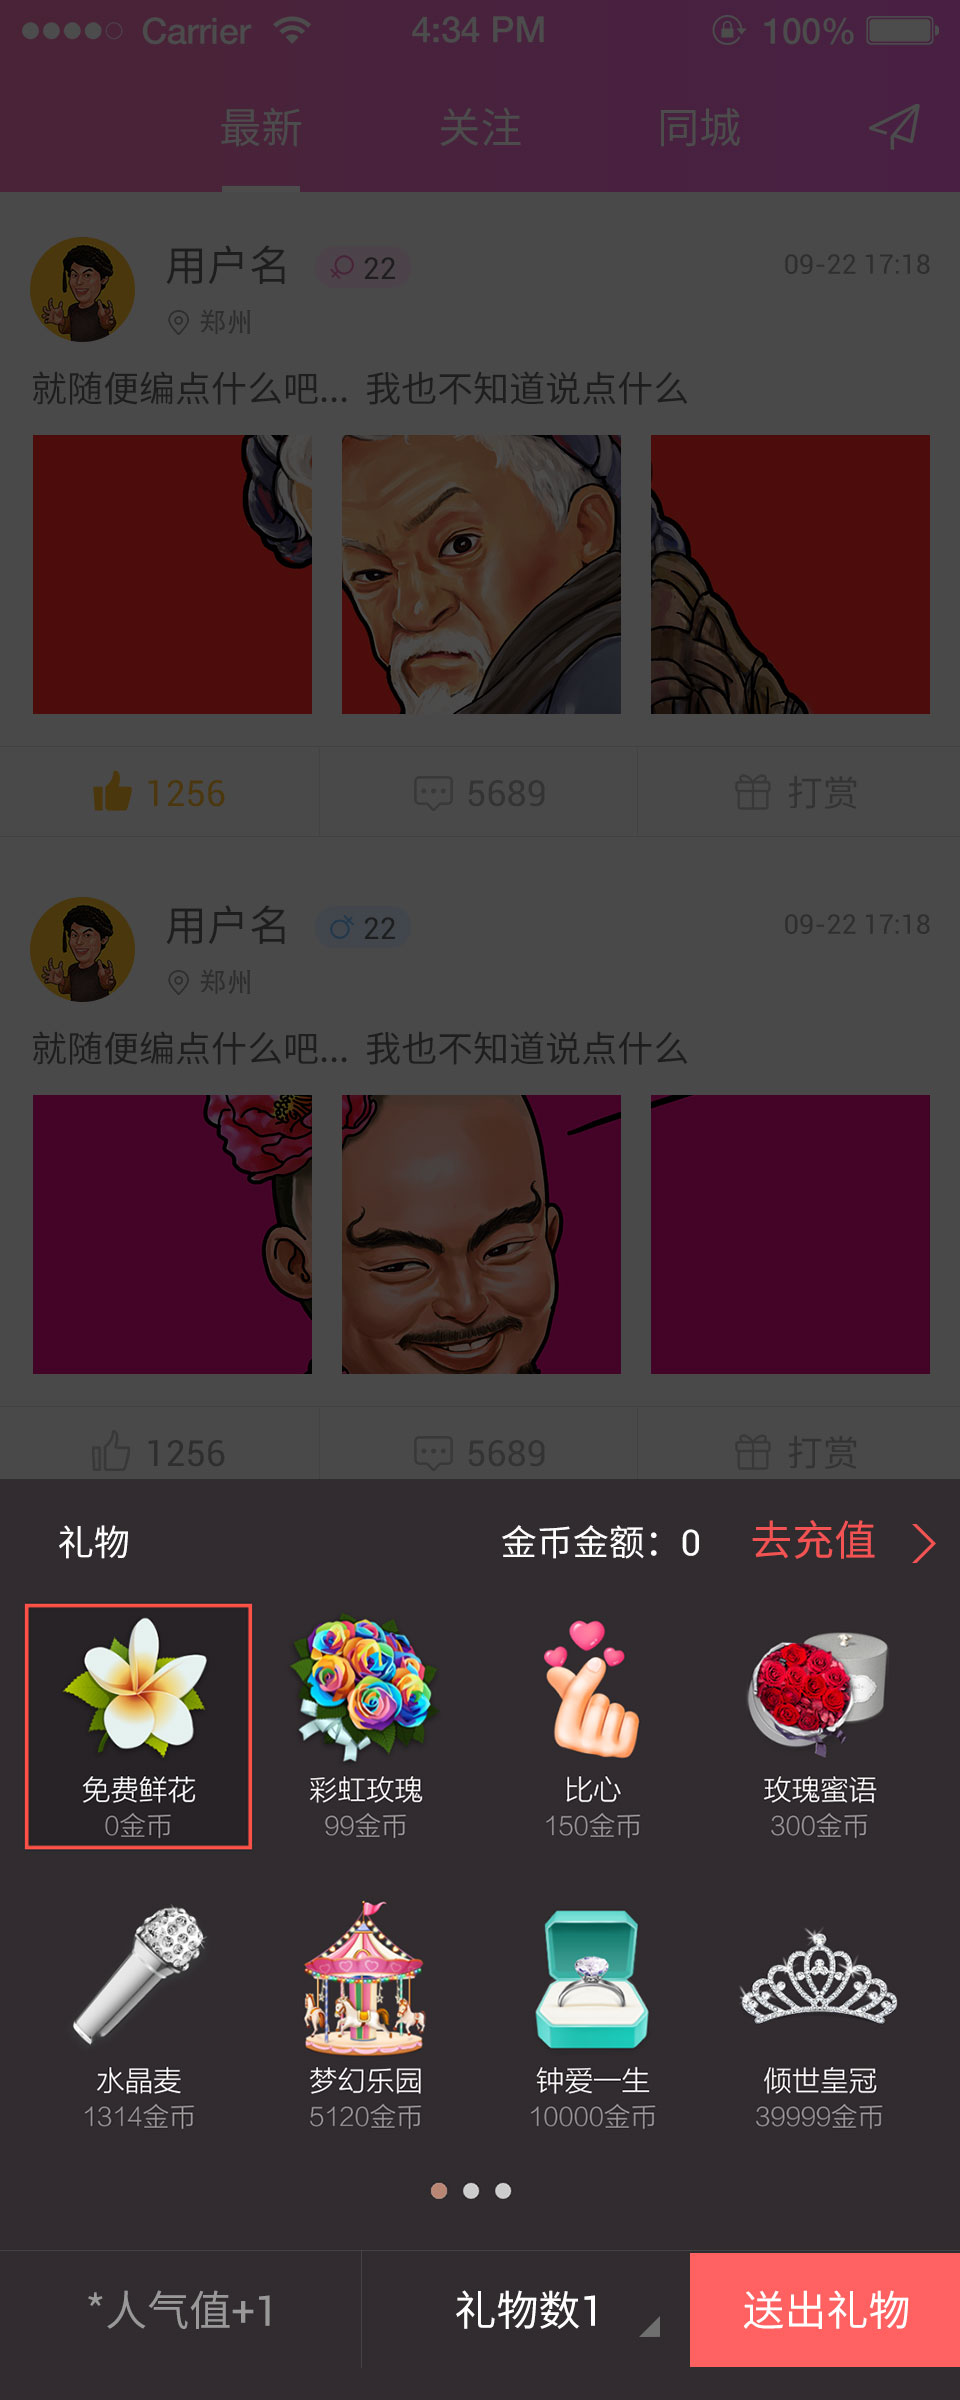 Carrier 4:34 PM 100%
最新 关注 同城
用户名 22 09-22 17:18
郑州
就随便编点什么吧... 我也不知道说点什么
1256 5689 打赏
用户名 22 09-22 17:18
郑州
就随便编点什么吧... 我也不知道说点什么
1256 5689 打赏
礼物 金币金额：0 去充值
免费鲜花 彩虹玫瑰 比心 玫瑰蜜语
0金币 99金币 150金币 300金币
水晶麦 梦幻乐园 钟爱一生 倾世皇冠
1314金币 5120金币 10000金币 39999金币
*人气值+1 礼物数1 送出礼物